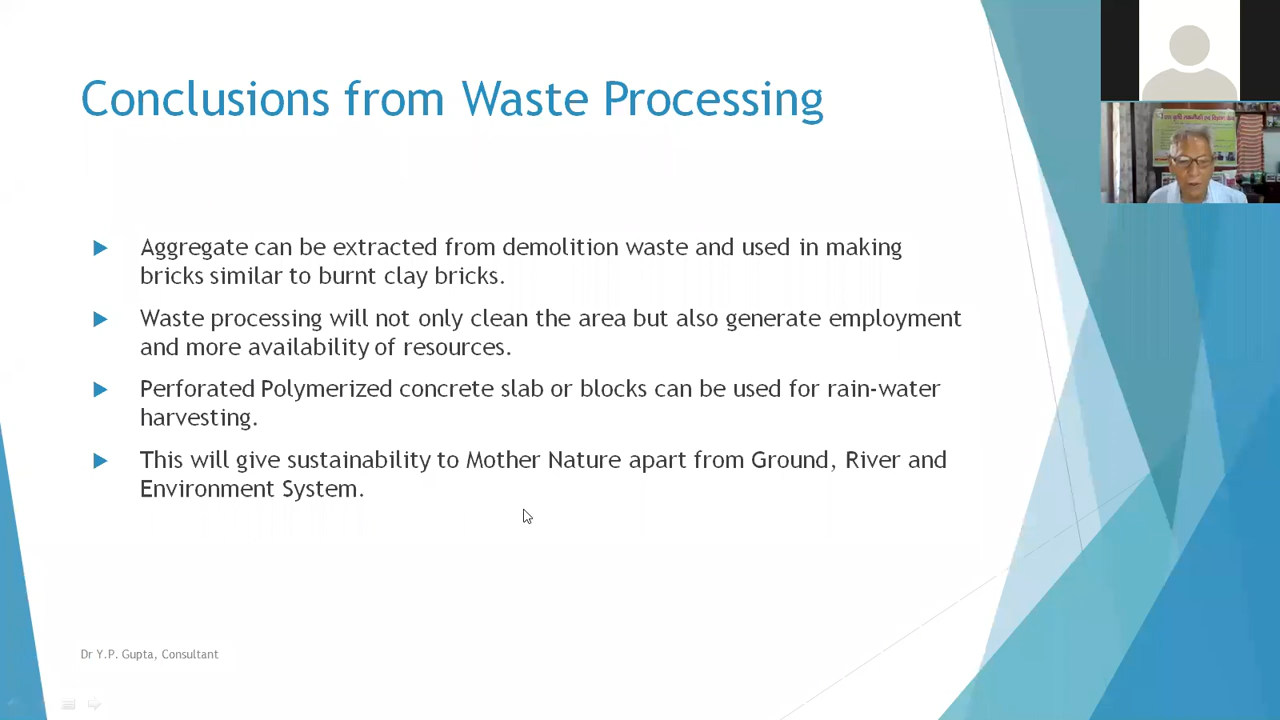 Conclusions from Waste Processing
Aggregate can be extracted from demolition waste and used in making
bricks similar to burnt clay bricks.
Waste processing will not only clean the area but also generate employment
and more availability of resources.
Perforated Polymerized concrete slab or blocks can be used for rain-water
harvesting.
This will give sustainability to Mother Nature apart from Ground, River and
Environment System.
Dr Y.P. Gupta, Consultant